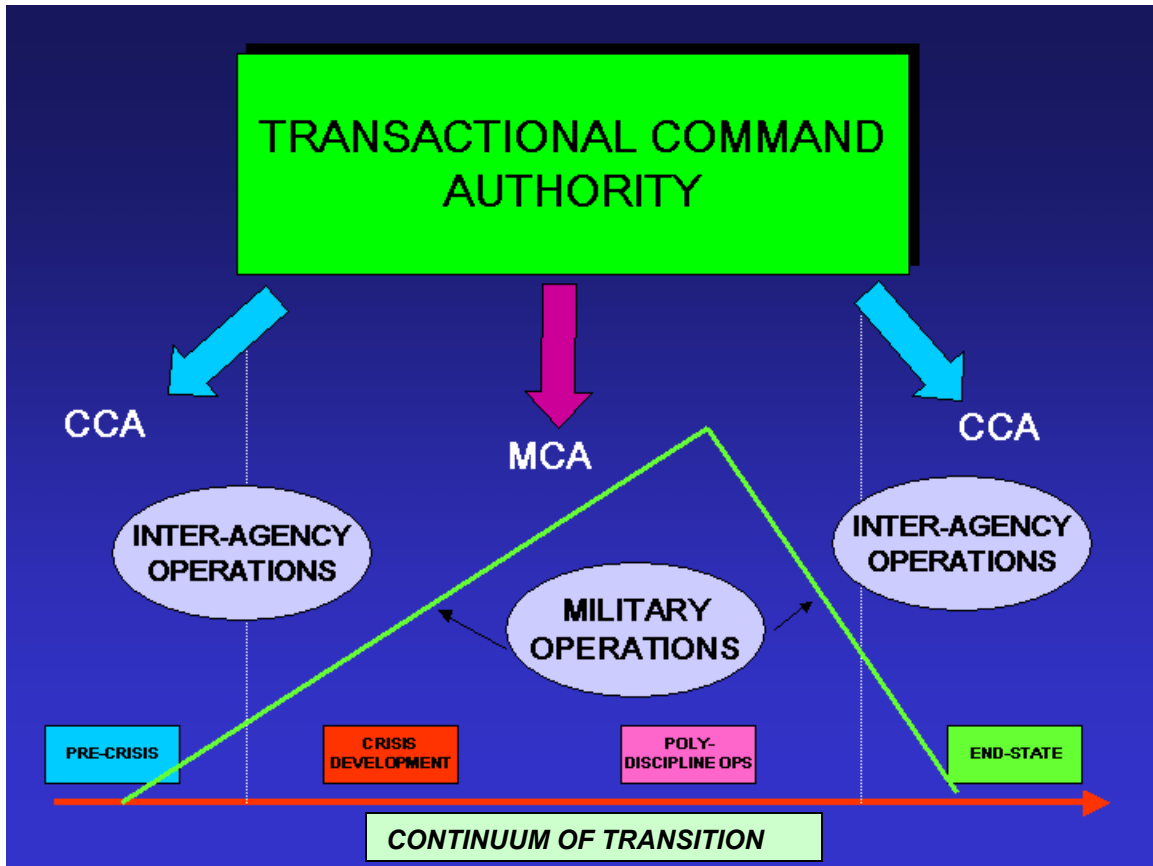 TRANSACTIONAL COMMAND
AUTHORITY
CCA
MCA
CCA
INTER-AGENCY
OPERATIONS
INTER-AGENCY
OPERATIONS
MILITARY
OPERATIONS
PRE-CRISIS
CRISIS
DEVELOPMENT
POLY-
DISCIPLINE OPS
END-STATE
CONTINUUM OF TRANSITION